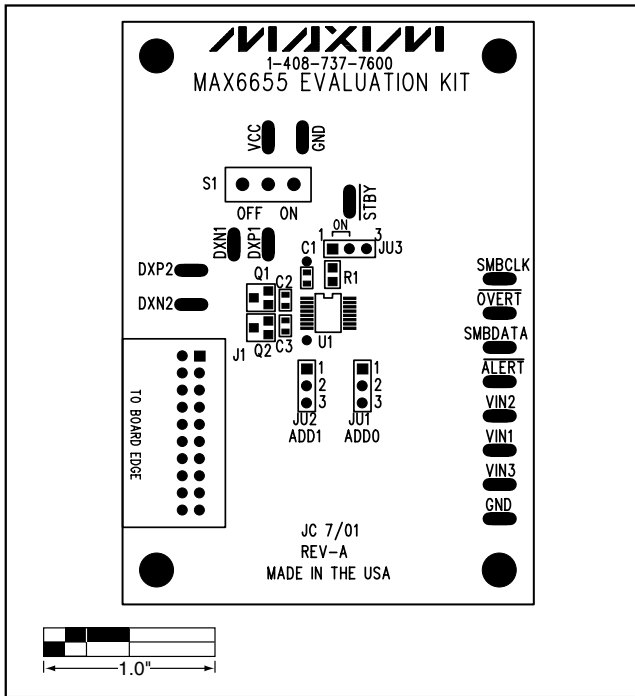 MAXIM
1-408-737-7600
MAX6655 EVALUATION KIT
VCC
GND
S1
OFF ON
STBY
DXN1
DXP1
ON
1 3
JU3
C1
R1
DXP2
DXN2
Q1
C2
Q2
C3
U1
J1
TO BOARD EDGE
1
2
3
JU2
ADD1
1
2
3
JU1
ADD0
SMBCLK
OVERT
SMBDATA
ALERT
VIN2
VIN1
VIN3
GND
JC 7/01
REV-A
MADE IN THE USA
1.0"